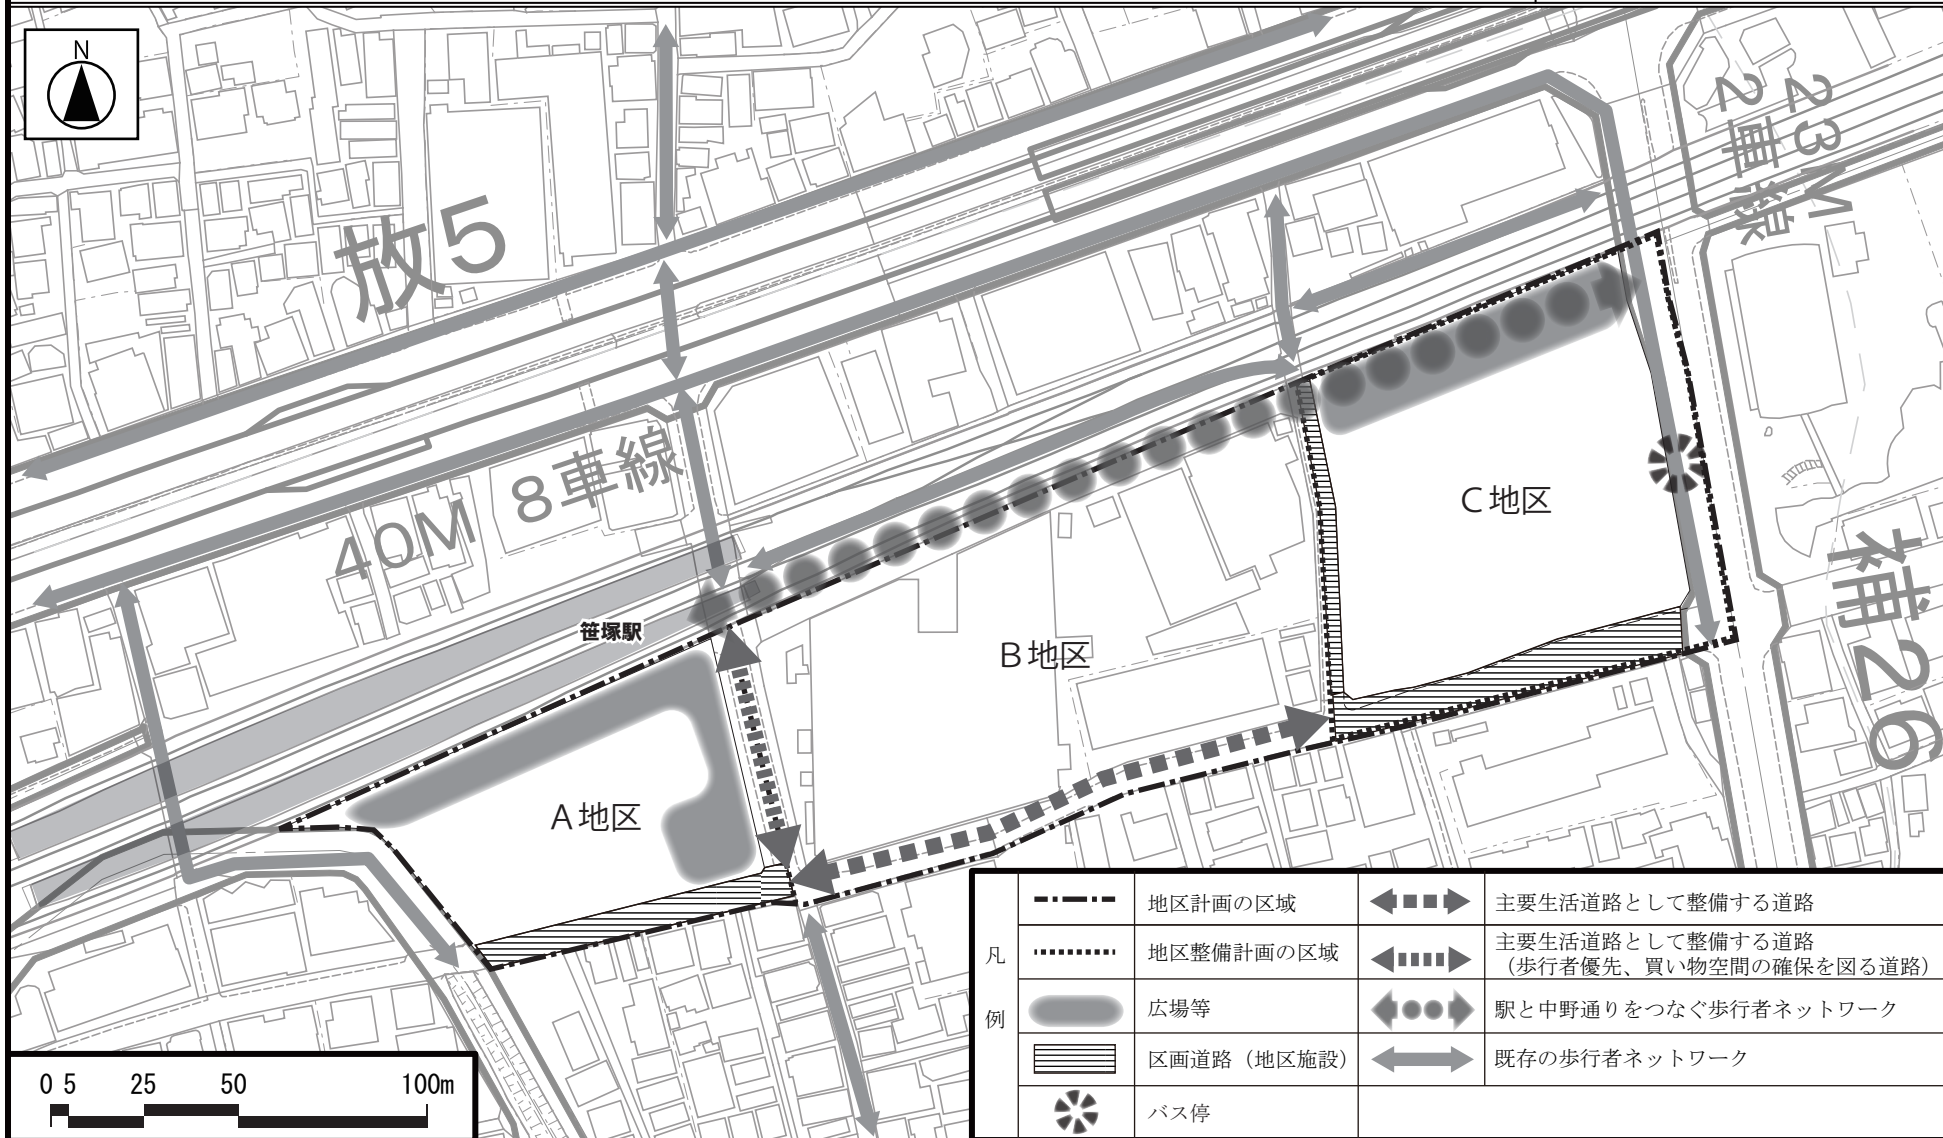 N
放5
23M
2車線
40M 8車線
笹塚駅
C地区
B地区
A地区
補26
凡例
地区計画の区域
主要生活道路として整備する道路
地区整備計画の区域
主要生活道路として整備する道路
(歩行者優先、買い物空間の確保を図る道路)
広場等
駅と中野通りをつなぐ歩行者ネットワーク
区画道路(地区施設)
既存の歩行者ネットワーク
バス停
0 5 25 50 100m